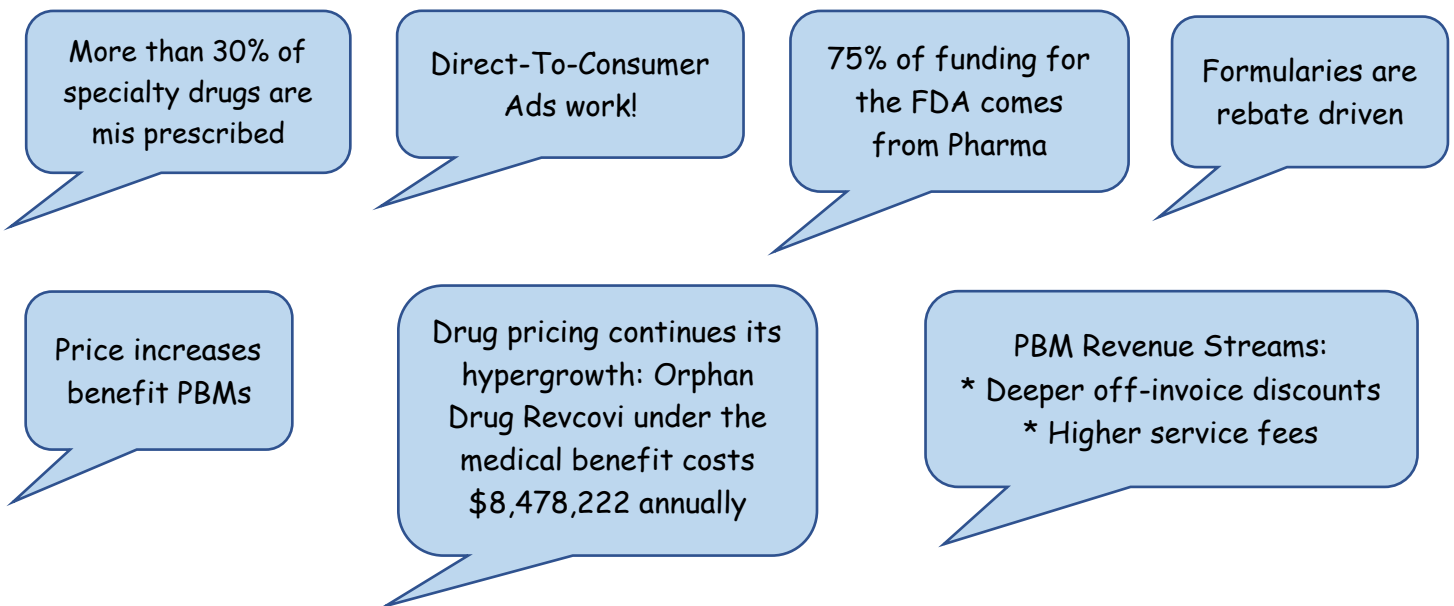 More than 30% of
specialty drugs are
mis prescribed
Direct-To-Consumer
Ads work!
75% of funding for
the FDA comes
from Pharma
Formularies are
rebate driven
Price increases
benefit PBMs
Drug pricing continues its
hypergrowth: Orphan
Drug Revcovi under the
medical benefit costs
$8,478,222 annually
PBM Revenue Streams:
* Deeper off-invoice discounts
* Higher service fees